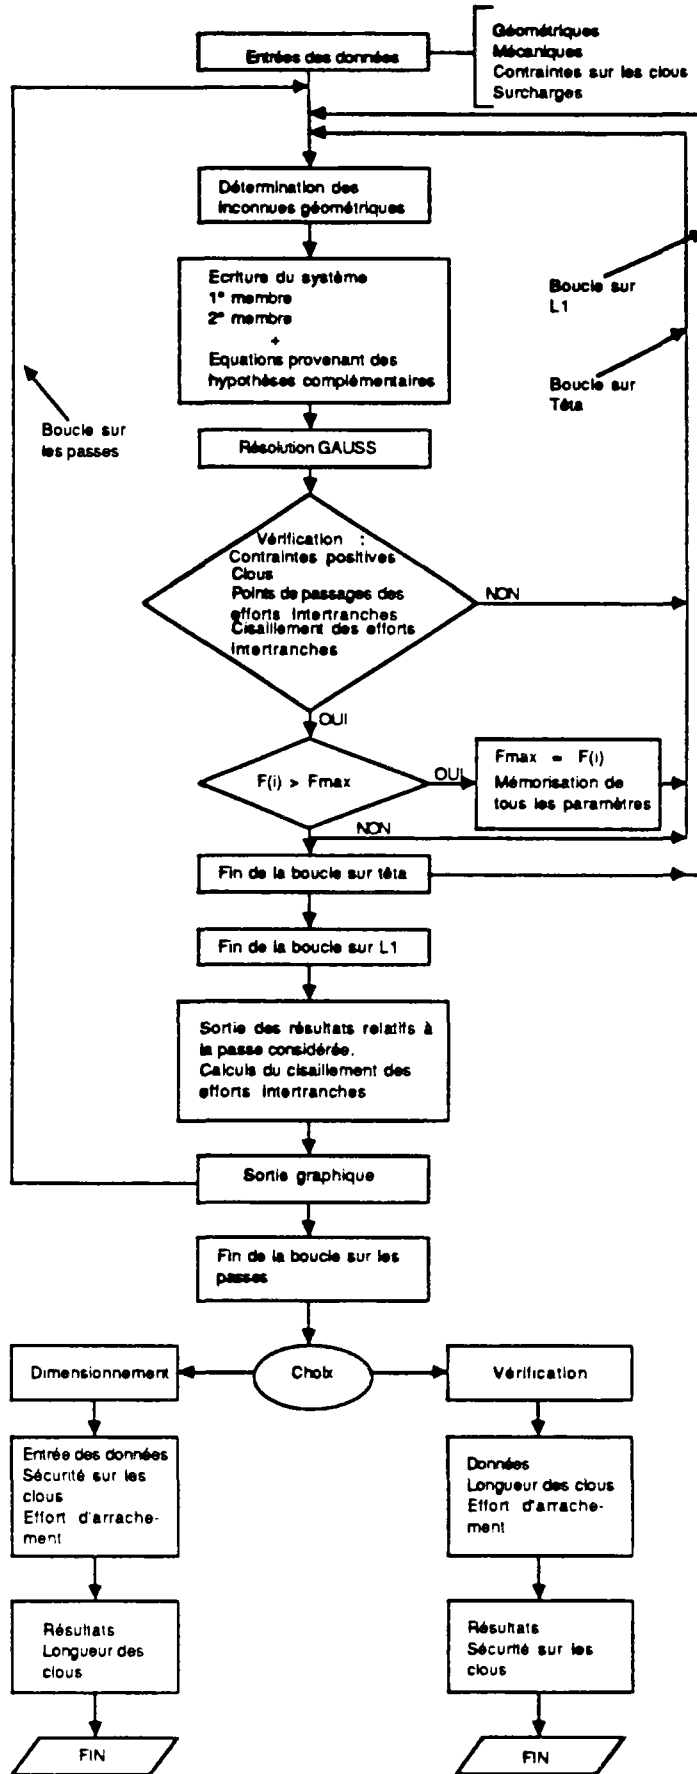 Entrées des données
Géométriques
Mécaniques
Contraintes sur les clous
Surcharges
Détermination des
inconnues géométriques
Ecriture du système
1° membre
2° membre
+
Equations provenant des
hypothèses complémentaires
Boucle sur
L1
Boucle sur
Têta
Boucle sur
les passes
Résolution GAUSS
Vérification :
Contraintes positives
Clous
Points de passages des
efforts Intertranches
Cisaillement des efforts
Intertranches
NON
OUI
F(i) > Fmax
OUI
Fmax = F(i)
Mémorisation de
tous les paramètres
NON
Fin de la boucle sur têta
Fin de la boucle sur L1
Sortie des résultats relatifs à
la passe considérée.
Calculs du cisaillement des
efforts intertranches
Sortie graphique
Fin de la boucle sur les
passes
Dimensionnement
Choix
Vérification
Entrée des données
Sécurité sur les
clous
Effort d'arrache-
ment
Données
Longueur des clous
Effort d'arrache-
ment
Résultats
Longueur des
clous
Résultats
Sécurité sur les
clous
FIN
FIN